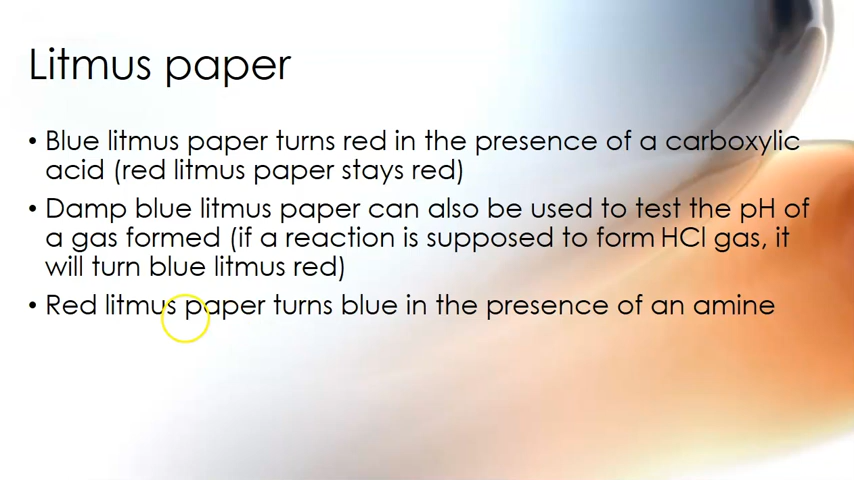 Litmus paper
• Blue litmus paper turns red in the presence of a carboxylic
acid (red litmus paper stays red)
• Damp blue litmus paper can also be used to test the pH of
a gas formed (if a reaction is supposed to form HCl gas, it
will turn blue litmus red)
• Red litmus paper turns blue in the presence of an amine